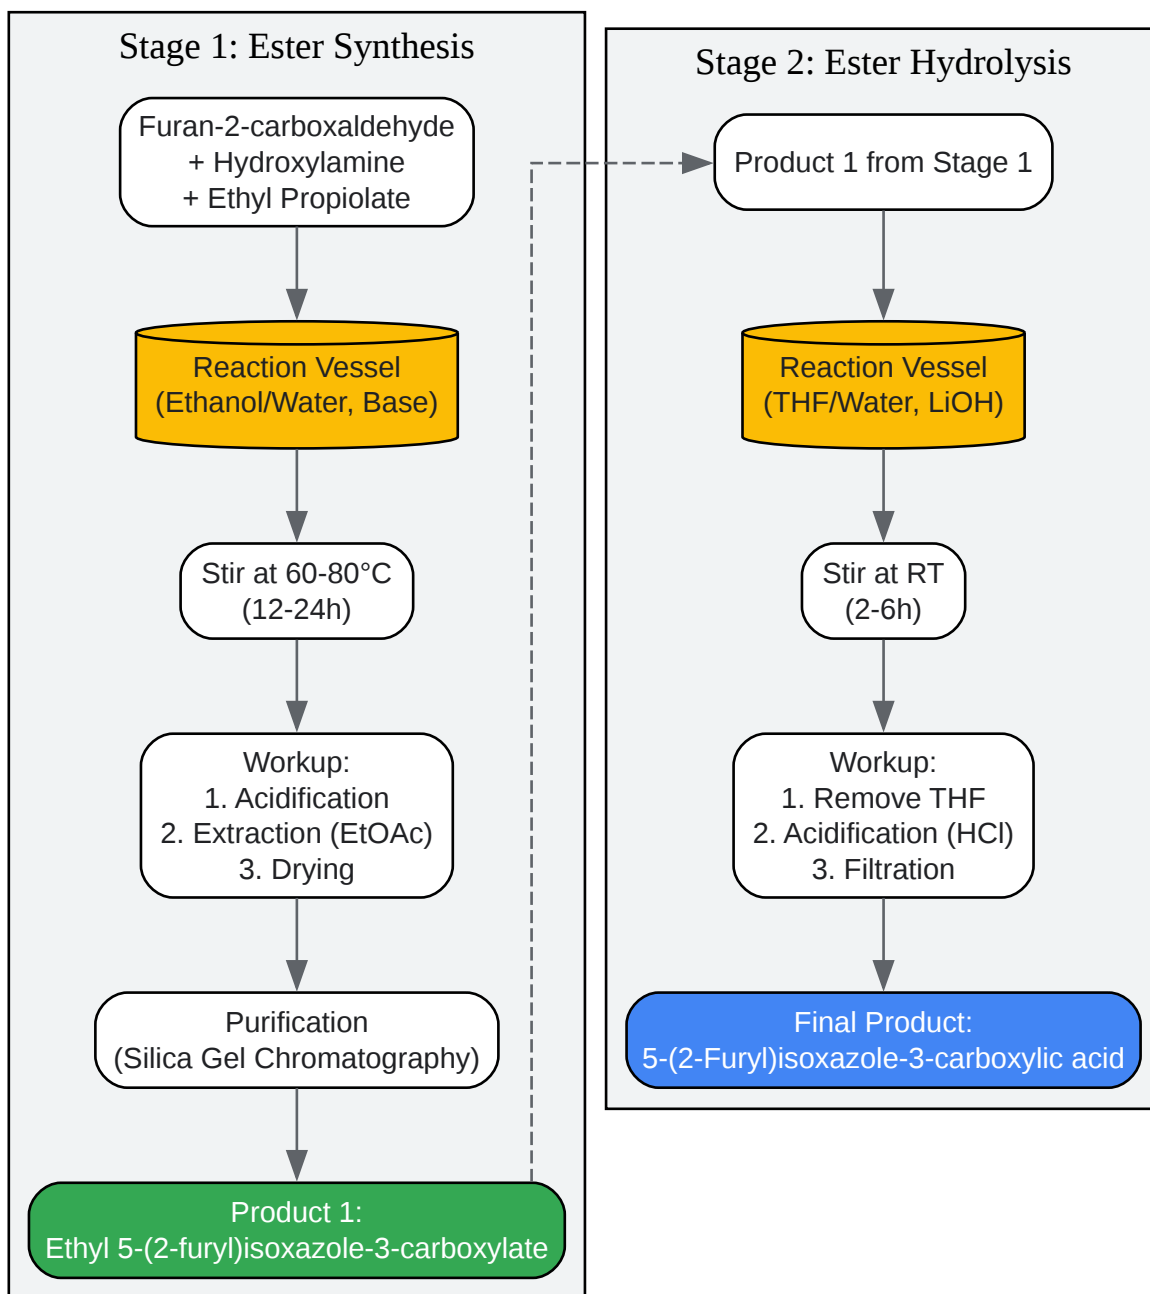 Stage 1: Ester Synthesis
Furan-2-carboxaldehyde
+ Hydroxylamine
+ Ethyl Propiolate
Reaction Vessel
(Ethanol/Water, Base)
Stir at 60-80°C
(12-24h)
Workup:
1. Acidification
2. Extraction (EtOAc)
3. Drying
Purification
(Silica Gel Chromatography)
Product 1:
Ethyl 5-(2-furyl)isoxazole-3-carboxylate
Stage 2: Ester Hydrolysis
Product 1 from Stage 1
Reaction Vessel
(THF/Water, LiOH)
Stir at RT
(2-6h)
Workup:
1. Remove THF
2. Acidification (HCl)
3. Filtration
Final Product:
5-(2-Furyl)isoxazole-3-carboxylic acid